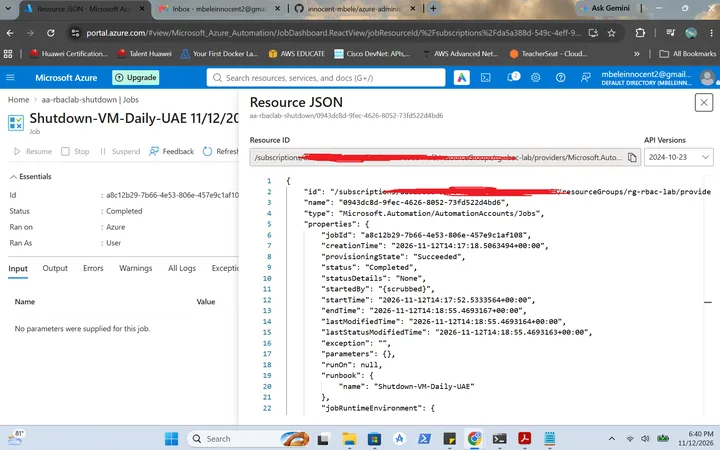 Resource JSON | Azure Autom
Inbox - mbeleinnocent2@gmail
innocent-mbele/azure-adminis
Ask Gemini
portal.azure.com/#view/Microsoft_Azure_Automation/JobDashboard.ReactView/jobResourceId/%2Fsubscriptions%2Fda5a388d-549c-4eff-9...
Huawei Certification...
Talent Huawei
Your First Docker La...
AWS EDUCATE
Cisco DevNet: APIs,...
AWS Advanced Net...
TeacherSeat - Cloud...
All Bookmarks
Microsoft Azure
Upgrade
Search resources, services, and docs (G+/)
mbeleinnocent2@gmail....
DEFAULT DIRECTORY (MBELEINN...
Home > aa-rbaclab-shutdown | Jobs
Shutdown-VM-Daily-UAE 11/12/20
Job
Resume
Stop
Suspend
Feedback
Refresh
Essentials
Id : a8c12b29-7b66-4e53-806e-457e9c1af10
Status : Completed
Ran on : Azure
Ran As : User
Input
Output
Errors
Warnings
All Logs
Exceptio
Name
Value
No parameters were supplied for this job.
Resource JSON
aa-rbaclab-shutdown/0943dc8d-9fec-4626-8052-73fd522d4bd6
Resource ID
API Versions
/subscriptions/
resourceGroups/rg-rbac-lab/providers/Microsoft.Auto...
2024-10-23
1 {
2 "id": "/subscriptions/ /resourceGroups/rg-rbac-lab/provide
3 "name": "0943dc8d-9fec-4626-8052-73fd522d4bd6",
4 "type": "Microsoft.Automation/AutomationAccounts/Jobs",
5 "properties": {
6 "jobId": "a8c12b29-7b66-4e53-806e-457e9c1af108",
7 "creationTime": "2026-11-12T14:17:18.5063494+00:00",
8 "provisioningState": "Succeeded",
9 "status": "Completed",
10 "statusDetails": "None",
11 "startedBy": "{scrubbed}",
12 "startTime": "2026-11-12T14:17:52.5333564+00:00",
13 "endTime": "2026-11-12T14:18:55.4693167+00:00",
14 "lastModifiedTime": "2026-11-12T14:18:55.4693164+00:00",
15 "lastStatusModifiedTime": "2026-11-12T14:18:55.4693163+00:00",
16 "exception": "",
17 "parameters": {},
18 "runOn": null,
19 "runbook": {
20 "name": "Shutdown-VM-Daily-UAE"
21 },
22 "jobRuntimeEnvironment": {
81°
Search
6:40 PM
11/12/2026